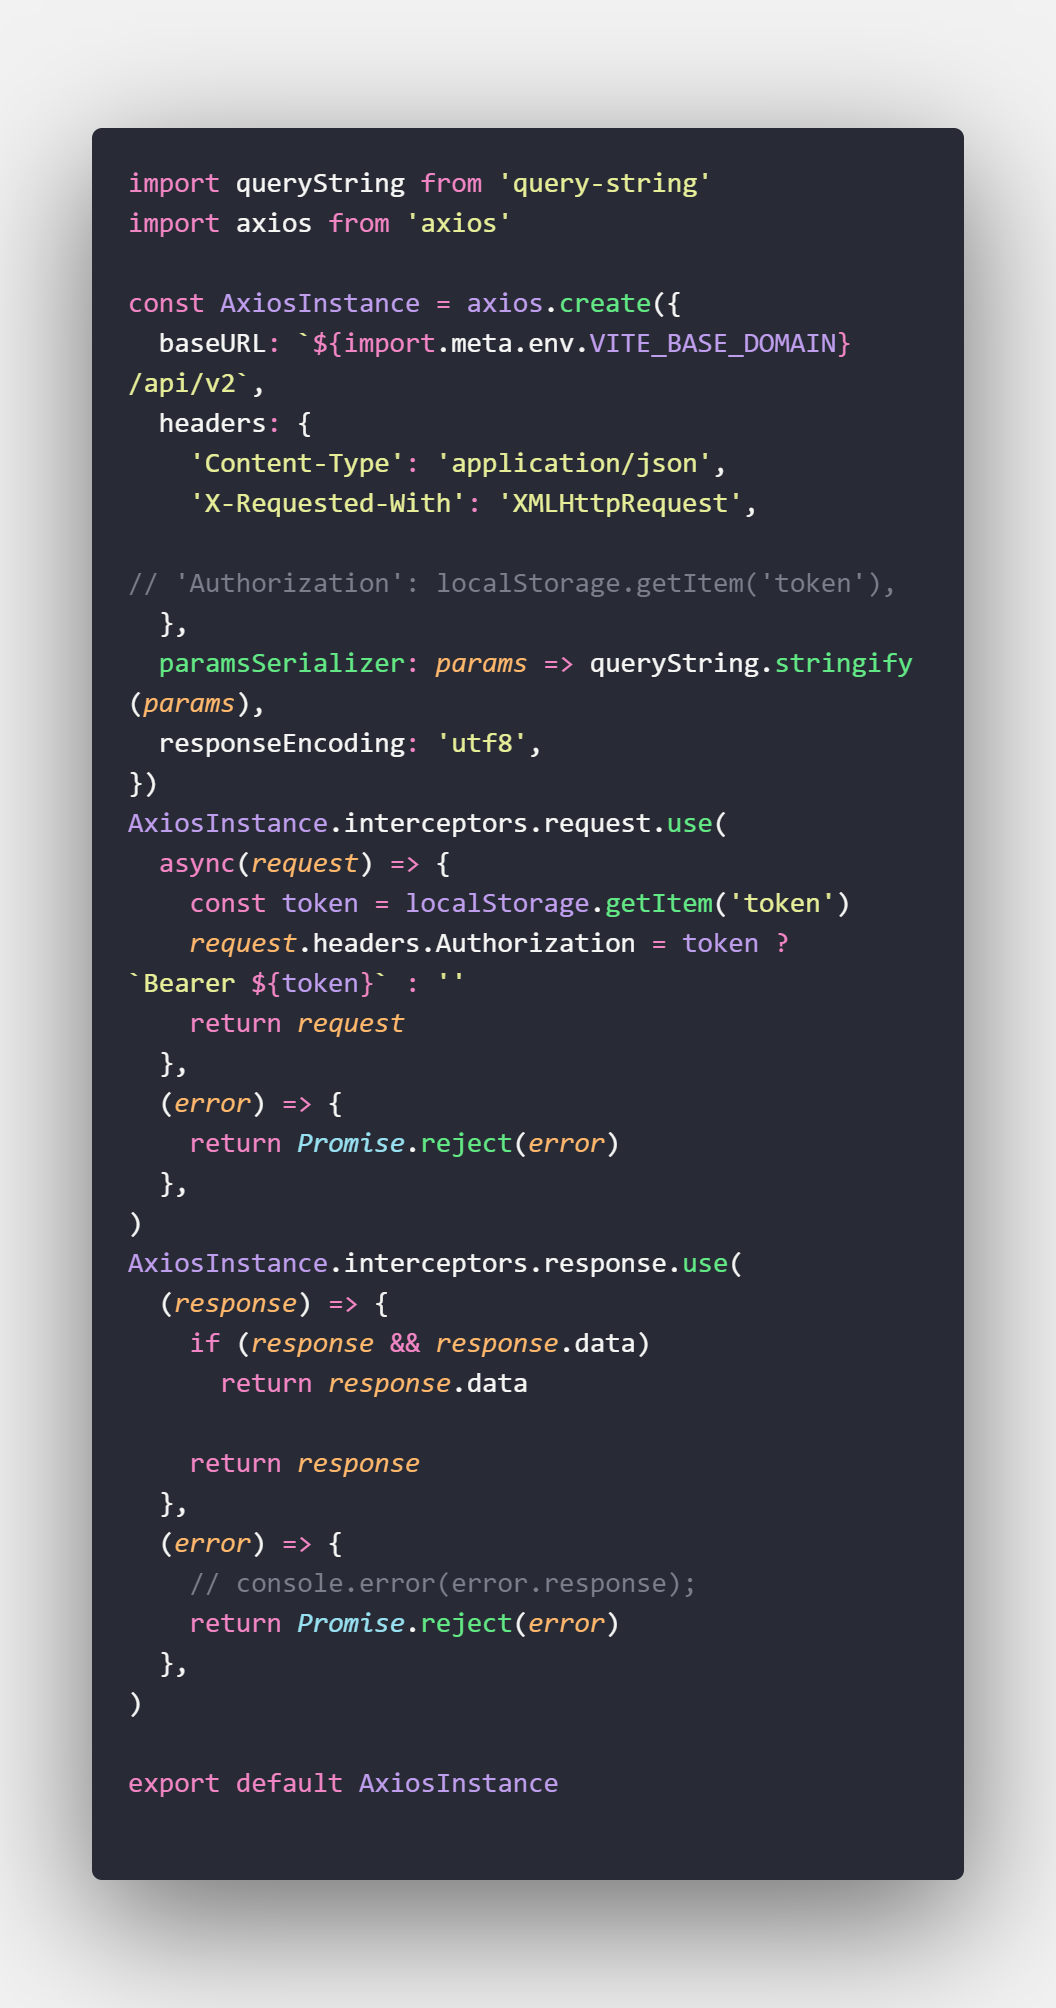 import queryString from 'query-string'
import axios from 'axios'

const AxiosInstance = axios.create({
  baseURL: `${import.meta.env.VITE_BASE_DOMAIN}
/api/v2`,
  headers: {
    'Content-Type': 'application/json',
    'X-Requested-With': 'XMLHttpRequest',

// 'Authorization': localStorage.getItem('token'),
  },
  paramsSerializer: params => queryString.stringify
(params),
  responseEncoding: 'utf8',
})
AxiosInstance.interceptors.request.use(
  async(request) => {
    const token = localStorage.getItem('token')
    request.headers.Authorization = token ?
`Bearer ${token}` : ''
    return request
  },
  (error) => {
    return Promise.reject(error)
  },
)
AxiosInstance.interceptors.response.use(
  (response) => {
    if (response && response.data)
      return response.data

    return response
  },
  (error) => {
    // console.error(error.response);
    return Promise.reject(error)
  },
)

export default AxiosInstance